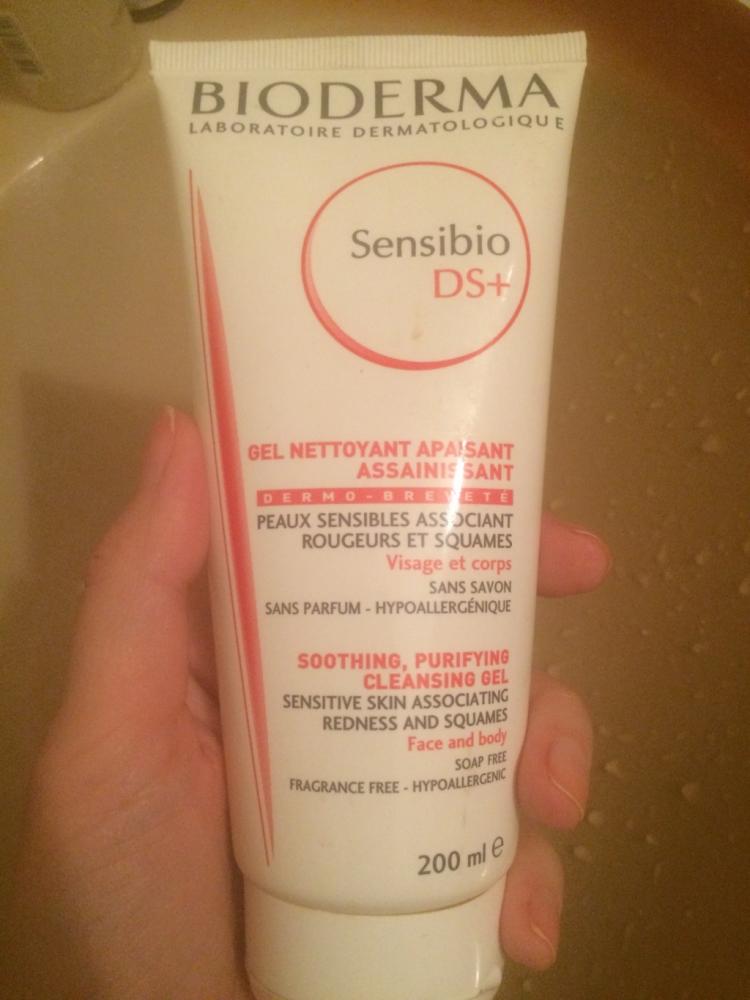 BIODERMA
LABORATOIRE DERMATOLOGIQUE
Sensibio
DS+
GEL NETTOYANT APAISANT
ASSAINISSANT
DERMO-BREVETÉ
PEAUX SENSIBLES ASSOCIANT
ROUGEURS ET SQUAMES
Visage et corps
SANS SAVON
SANS PARFUM - HYPOALLERGÉNIQUE
SOOTHING, PURIFYING
CLEANSING GEL
SENSITIVE SKIN ASSOCIATING
REDNESS AND SQUAMES
Face and body
SOAP FREE
FRAGRANCE FREE - HYPOALLERGENIC
200 ml ℮